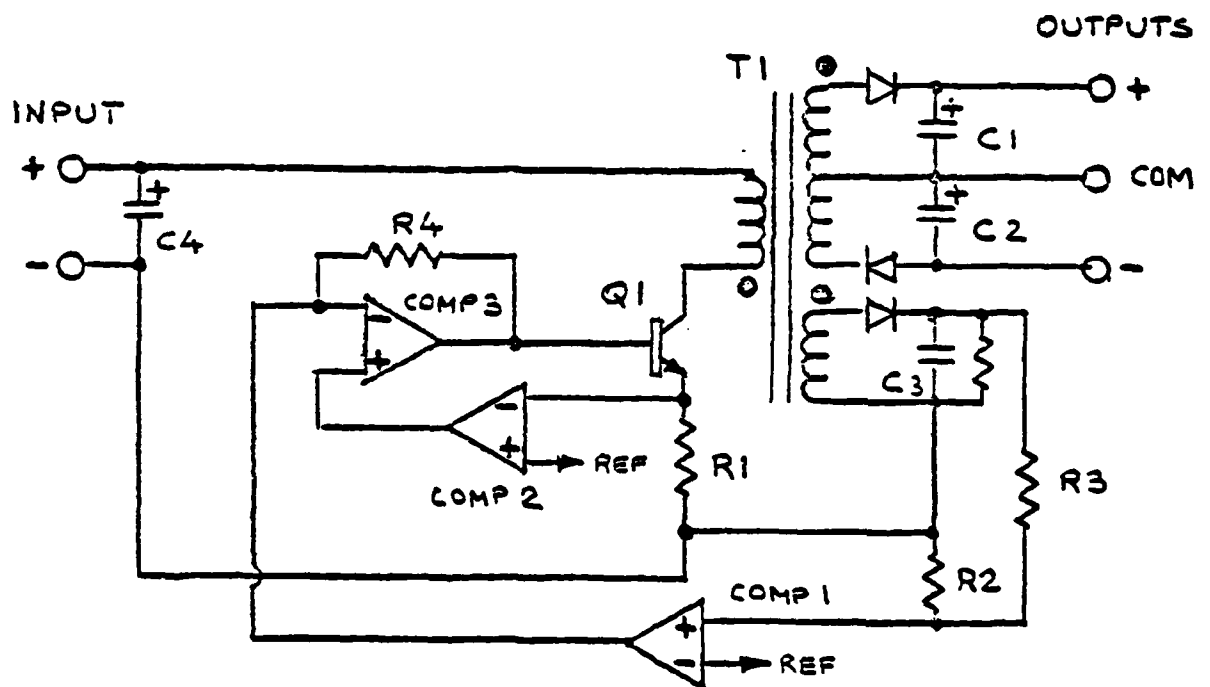 OUTPUTS
T1
INPUT
+
+
+
C1
+
COM
+
C4
-
R4
C2
-
Q1
COMP 3
-
+
C3
-
+
REF
R1
R3
COMP 2
R2
COMP 1
+
-
REF